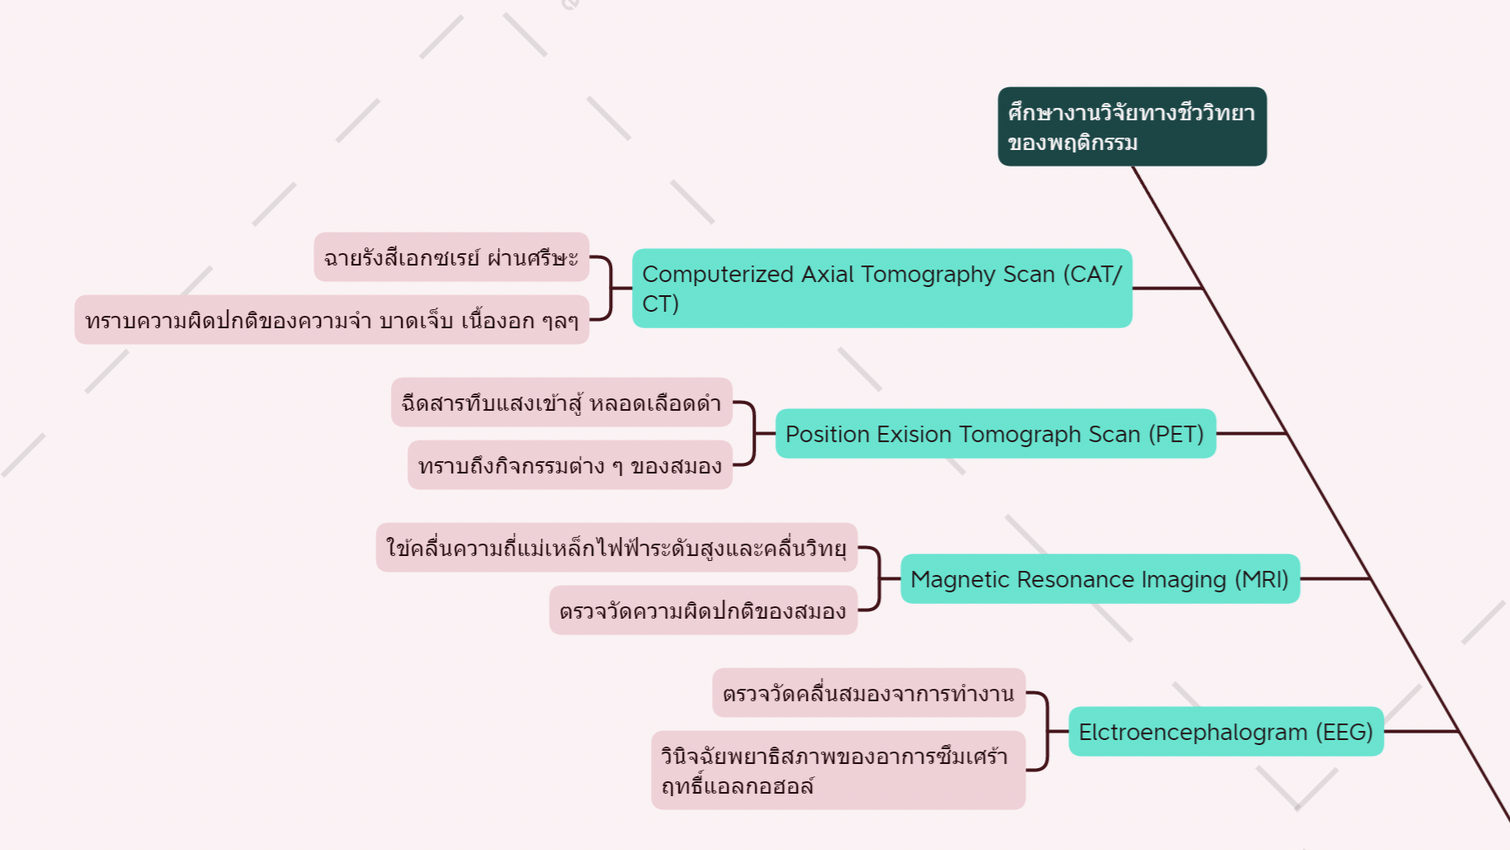 ศึกษางานวิจัยทางชีววิทยา
ของพฤติกรรม
ฉายรังสีเอกซเรย์ ผ่านศรีษะ
Computerized Axial Tomography Scan (CAT/
CT)
ทราบความผิดปกติของความจำ บาดเจ็บ เนื้องอก ๆลๆ
ฉีดสารทึบแสงเข้าสู้ หลอดเลือดดำ
Position Exision Tomograph Scan (PET)
ทราบถึงกิจกรรมต่าง ๆ ของสมอง
ใข้คลื่นความถี่แม่เหล็กไฟฟ้าระดับสูงและคลื่นวิทยุ
Magnetic Resonance Imaging (MRI)
ตรวจวัดความผิดปกติของสมอง
ตรวจวัดคลื่นสมองจาการทำงาน
Elctroencephalogram (EEG)
วินิจฉัยพยาธิสภาพของอาการซึมเศร้า
ฤทธิ์แอลกอฮอล์